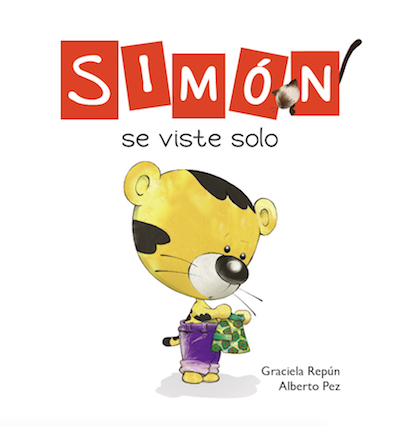 SIMÓN
se viste solo
Graciela Repún
Alberto Pez